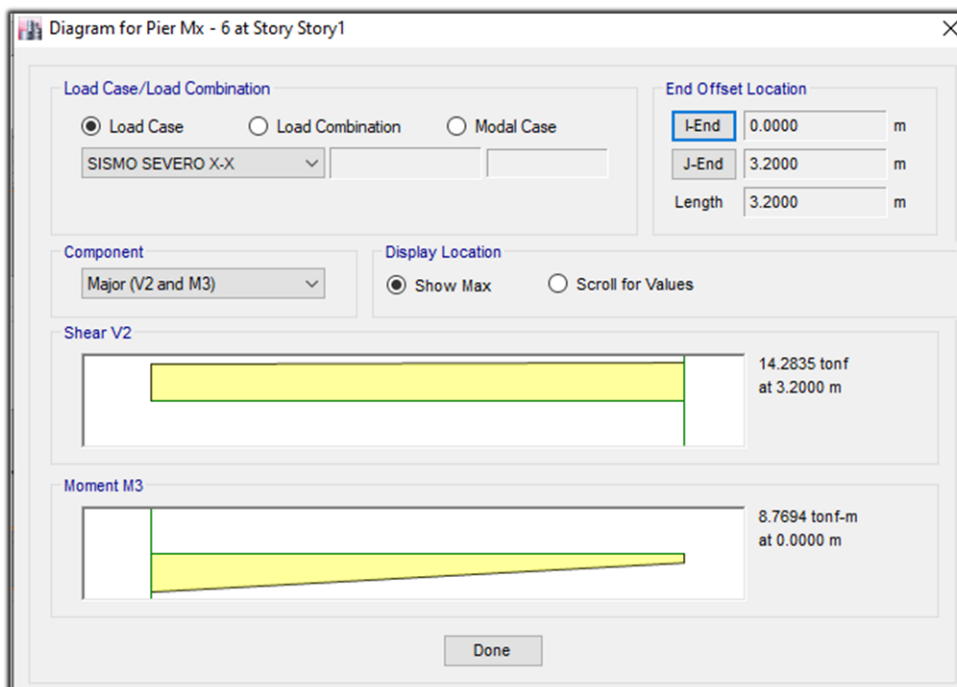 Diagram for Pier Mx - 6 at Story Story1
Load Case/Load Combination
Load Case Load Combination Modal Case
SISMO SEVERO X-X
End Offset Location
I-End 0.0000 m
J-End 3.2000 m
Length 3.2000 m
Component
Major (V2 and M3)
Display Location
Show Max Scroll for Values
Shear V2
14.2835 tonf
at 3.2000 m
Moment M3
8.7694 tonf-m
at 0.0000 m
Done